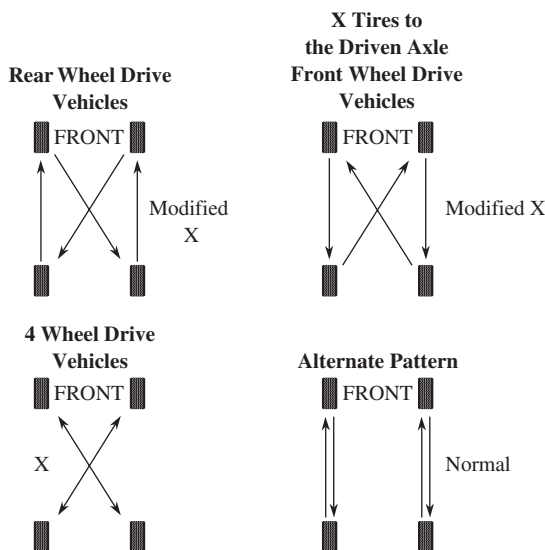 Rear Wheel Drive
Vehicles
FRONT
Modified
X
X Tires to
the Driven Axle
Front Wheel Drive
Vehicles
FRONT
Modified X
4 Wheel Drive
Vehicles
FRONT
X
Alternate Pattern
FRONT
Normal